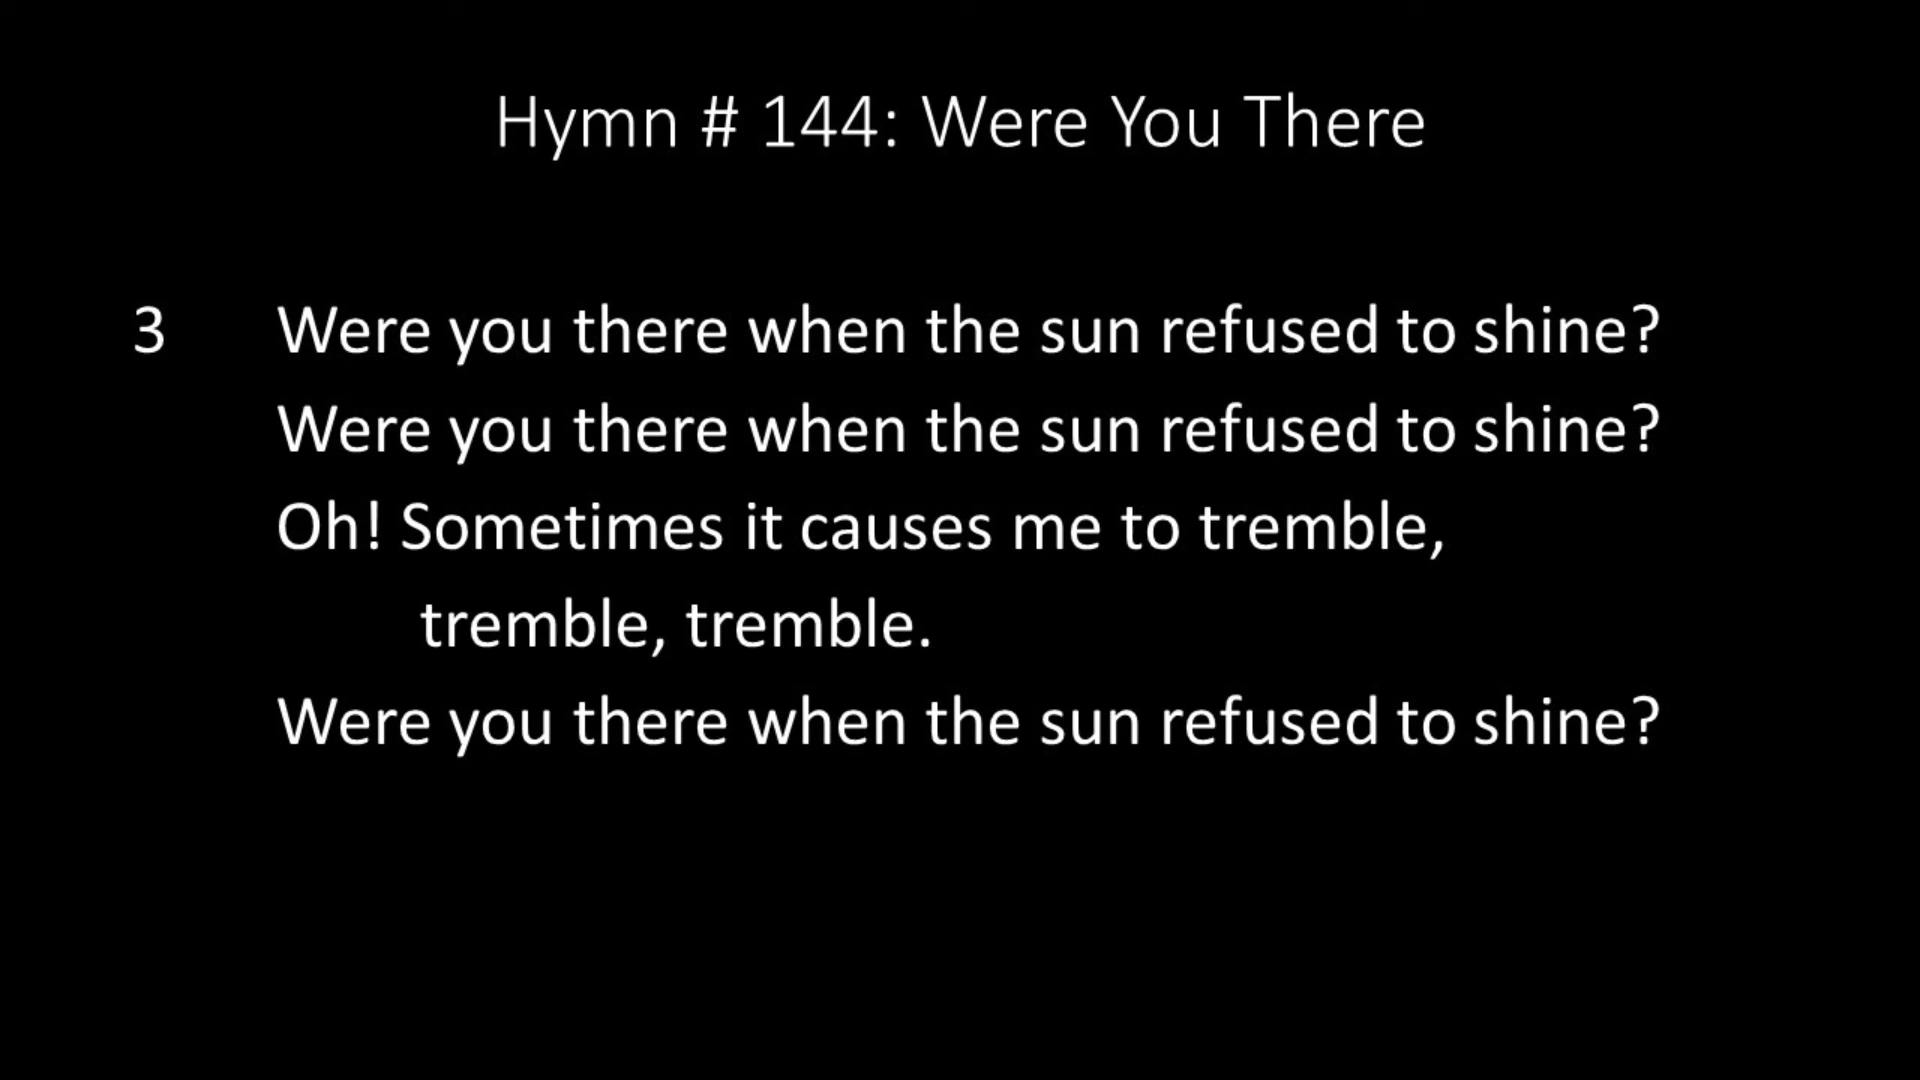 Hymn # 144: Were You There
3 Were you there when the sun refused to shine?
Were you there when the sun refused to shine?
Oh! Sometimes it causes me to tremble,
tremble, tremble.
Were you there when the sun refused to shine?